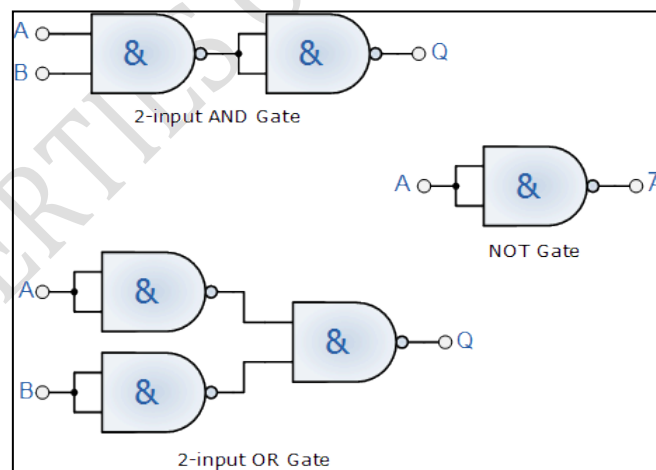 A
B
&
&
Q
2-input AND Gate
A
&
NOT Gate
A
&
B
&
&
Q
2-input OR Gate